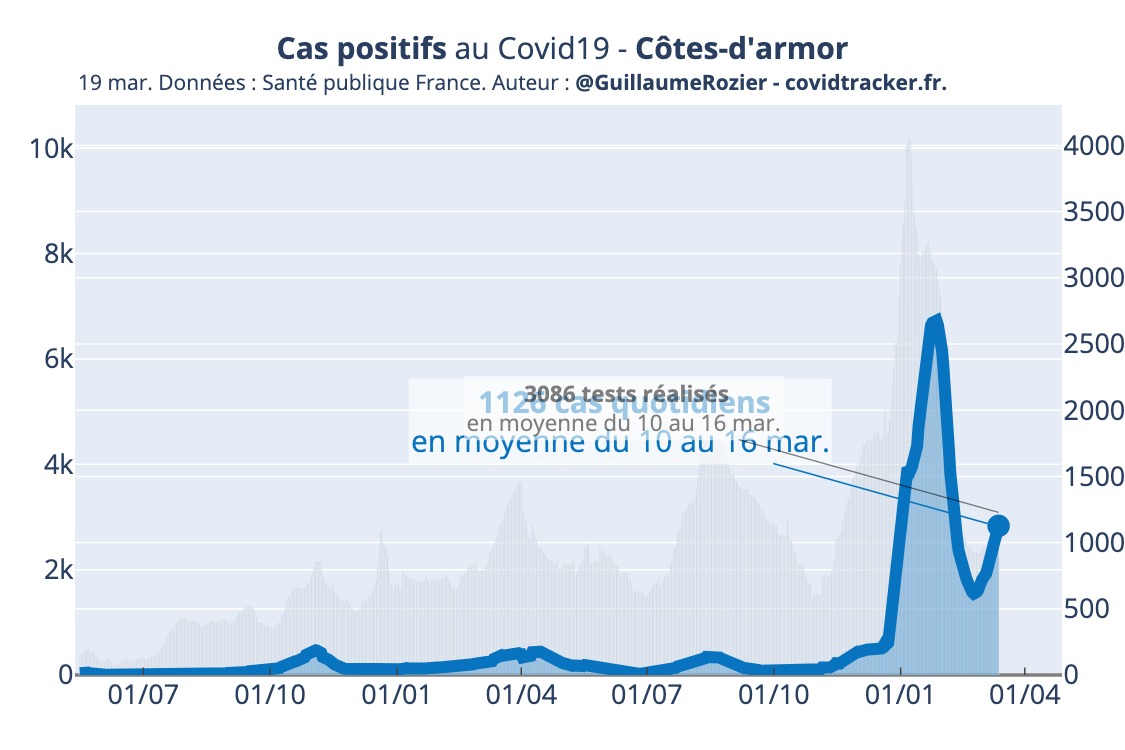 Cas positifs au Covid19 - Côtes-d'armor
19 mar. Données : Santé publique France. Auteur : @GuillaumeRozier - covidtracker.fr.
10k
8k
6k
4k
2k
0
4000
3500
3000
2500
2000
1500
1000
500
0
3086 tests réalisés
en moyenne du 10 au 16 mar.
1126 cas quotidiens
en moyenne du 10 au 16 mar.
01/07 01/10 01/01 01/04 01/07 01/10 01/01 01/04